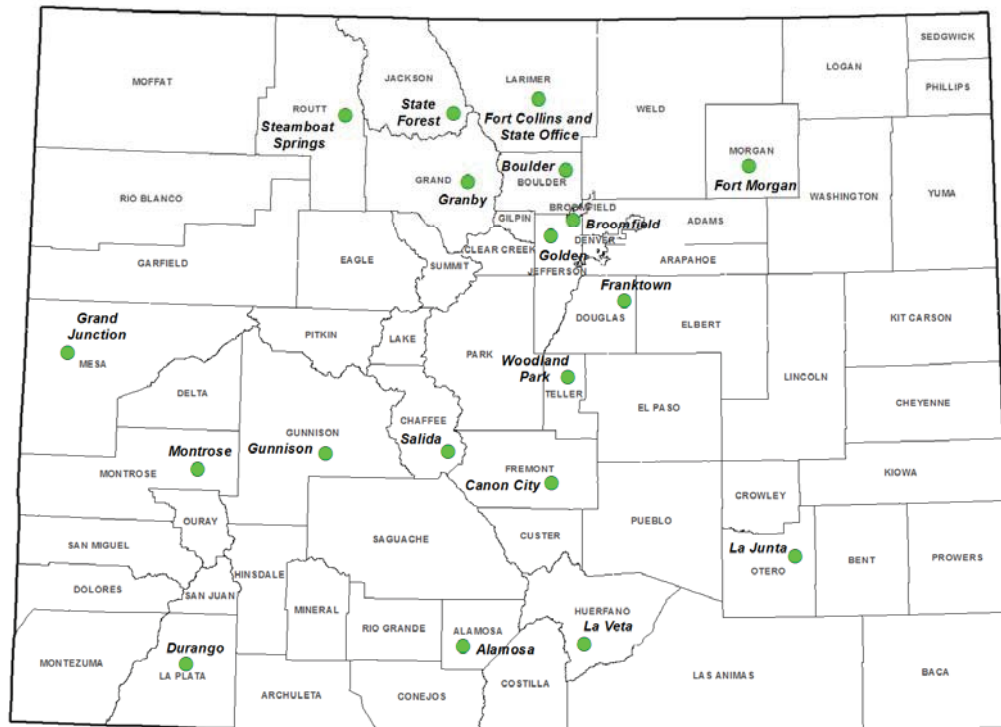 SEDGWICK
LOGAN
MOFFAT
JACKSON
LARIMER
PHILLIPS
WELD
ROUTT
State
Forest
Fort Collins and
State Office
Steamboat
Springs
MORGAN
Boulder
BOULDER
GRAND
Granby
Fort Morgan
RIO BLANCO
WASHINGTON
YUMA
BROOMFIELD
Broomfield
GILPIN
ADAMS
DENVER
CLEAR CREEK
Golden
GARFIELD
EAGLE
SUMMIT
JEFFERSON
ARAPAHOE
Franktown
Grand
Junction
DOUGLAS
KIT CARSON
PITKIN
LAKE
ELBERT
PARK
MESA
Woodland
Park
LINCOLN
DELTA
TELLER
CHEYENNE
EL PASO
CHAFFEE
GUNNISON
Salida
Montrose
Gunnison
MONTROSE
FREMONT
Canon City
KIOWA
CROWLEY
OURAY
PUEBLO
CUSTER
SAGUACHE
SAN MIGUEL
La Junta
OTERO
BENT
PROWERS
HINSDALE
DOLORES
SAN JUAN
MINERAL
HUERFANO
RIO GRANDE
ALAMOSA
La Veta
Durango
Alamosa
MONTEZUMA
LA PLATA
LAS ANIMAS
BACA
COSTILLA
ARCHULETA
CONEJOS